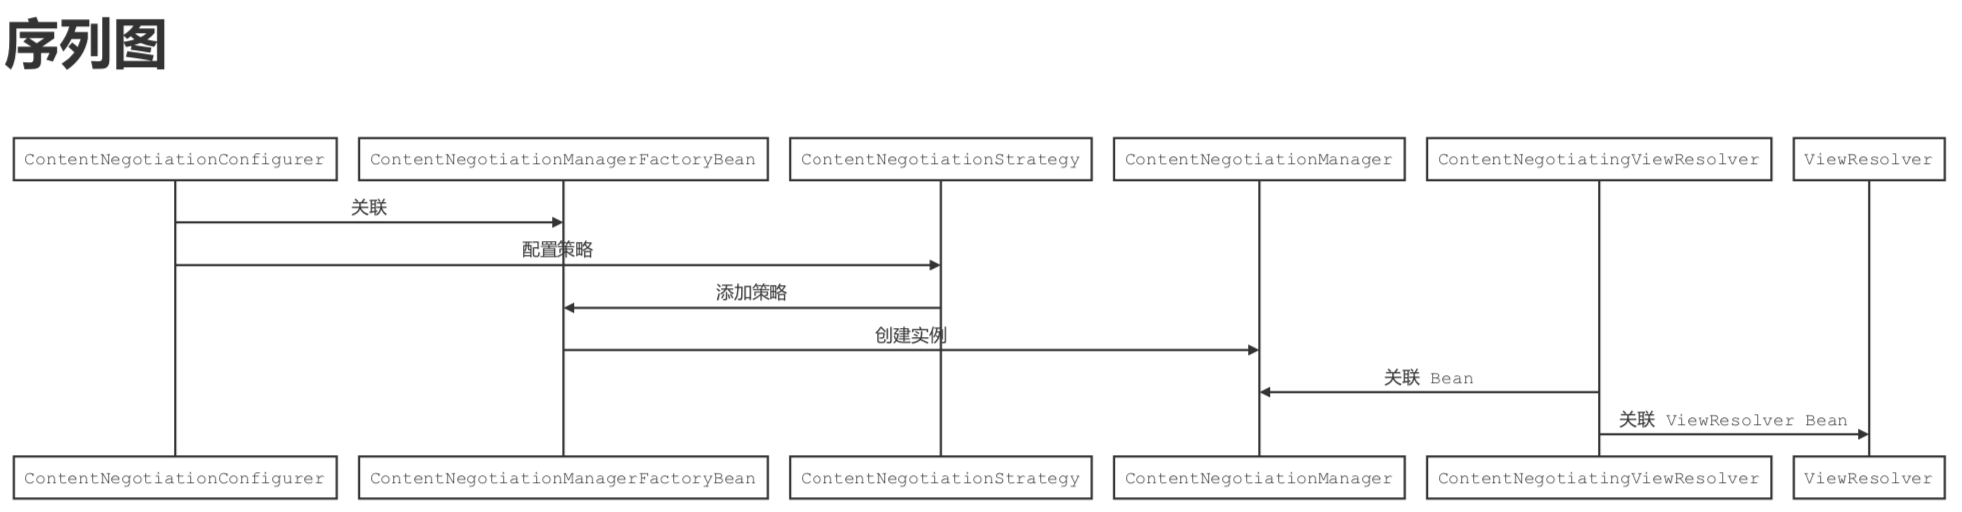 序列图
ContentNegotiationConfigurer ContentNegotiationManagerFactoryBean ContentNegotiationStrategy ContentNegotiationManager ContentNegotiatingViewResolver ViewResolver
关联
配置策略
添加策略
创建实例
关联 Bean
关联 ViewResolver Bean
ContentNegotiationConfigurer ContentNegotiationManagerFactoryBean ContentNegotiationStrategy ContentNegotiationManager ContentNegotiatingViewResolver ViewResolver